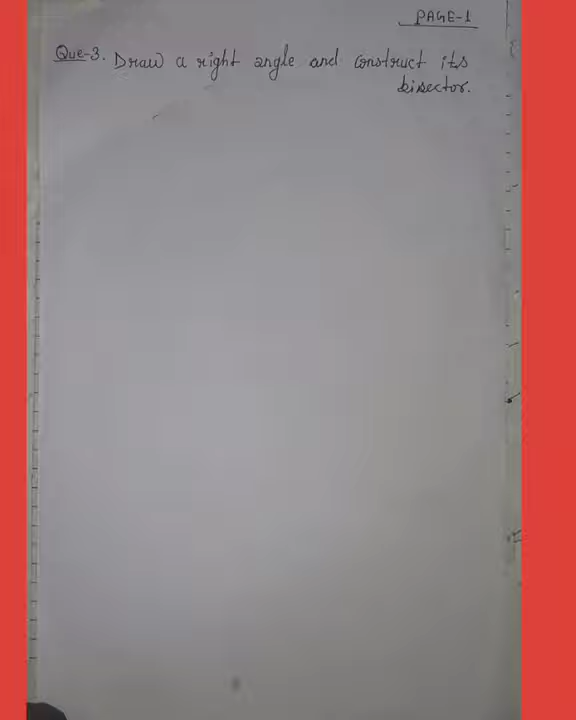 PAGE-1
Que-3. Draw a right angle and construct its
bisector.